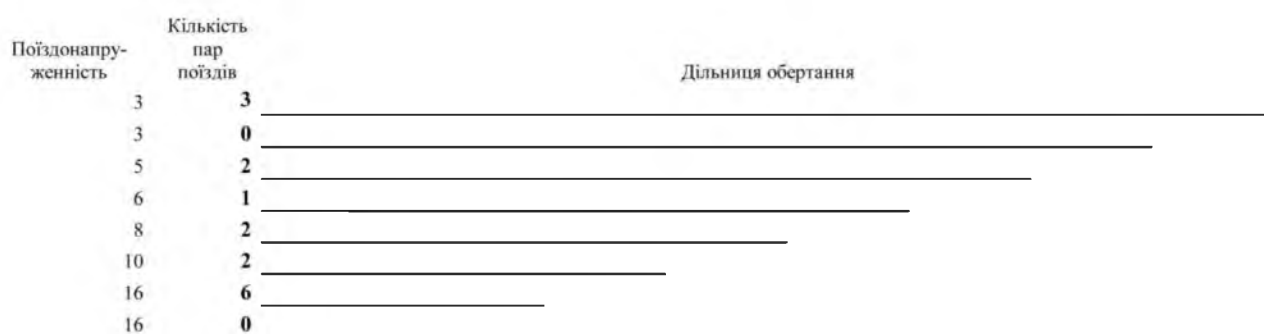 Поїздонапру-
женність
Кількість
пар
поїздів
Дільниця обертання
3 3
3 0
5 2
6 1
8 2
10 2
16 6
16 0